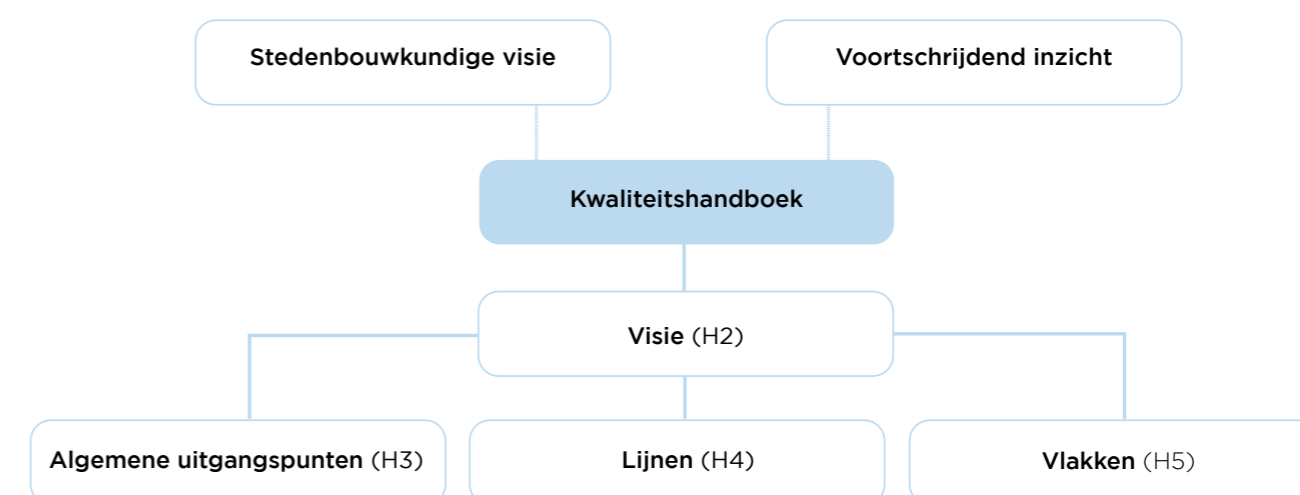 Stedenbouwkundige visie
Voortschrijdend inzicht
Kwaliteitshandboek
Visie (H2)
Algemene uitgangspunten (H3)
Lijnen (H4)
Vlakken (H5)